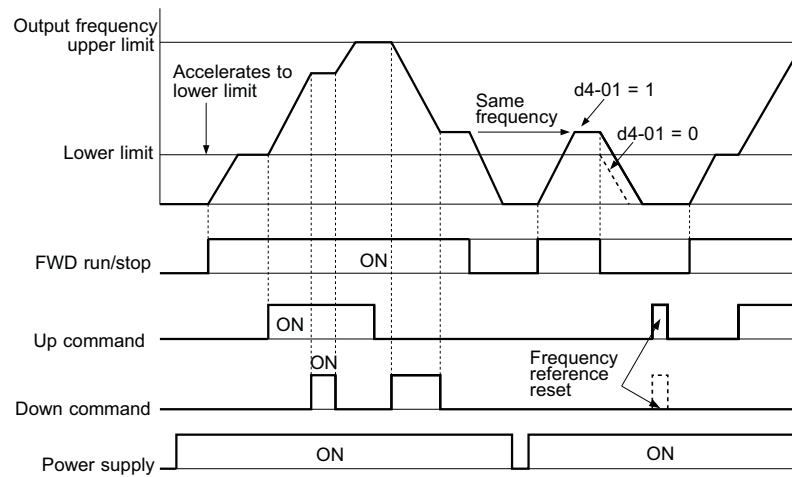 Output frequency
upper limit
Accelerates to
lower limit
Same
frequency
d4-01 = 1
d4-01 = 0
Lower limit
FWD run/stop
ON
Up command
ON
ON
Frequency
reference
reset
Down command
Power supply
ON
ON